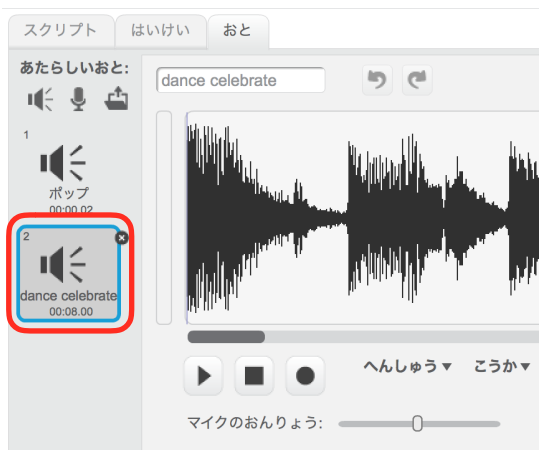 スクリプト
はいけい
おと
あたらしいおと:
dance celebrate
1
ポップ
00:00.02
2
dance celebrate
00:08.00
へんしゅう▼
こうか▼
マイクのおんりょう: